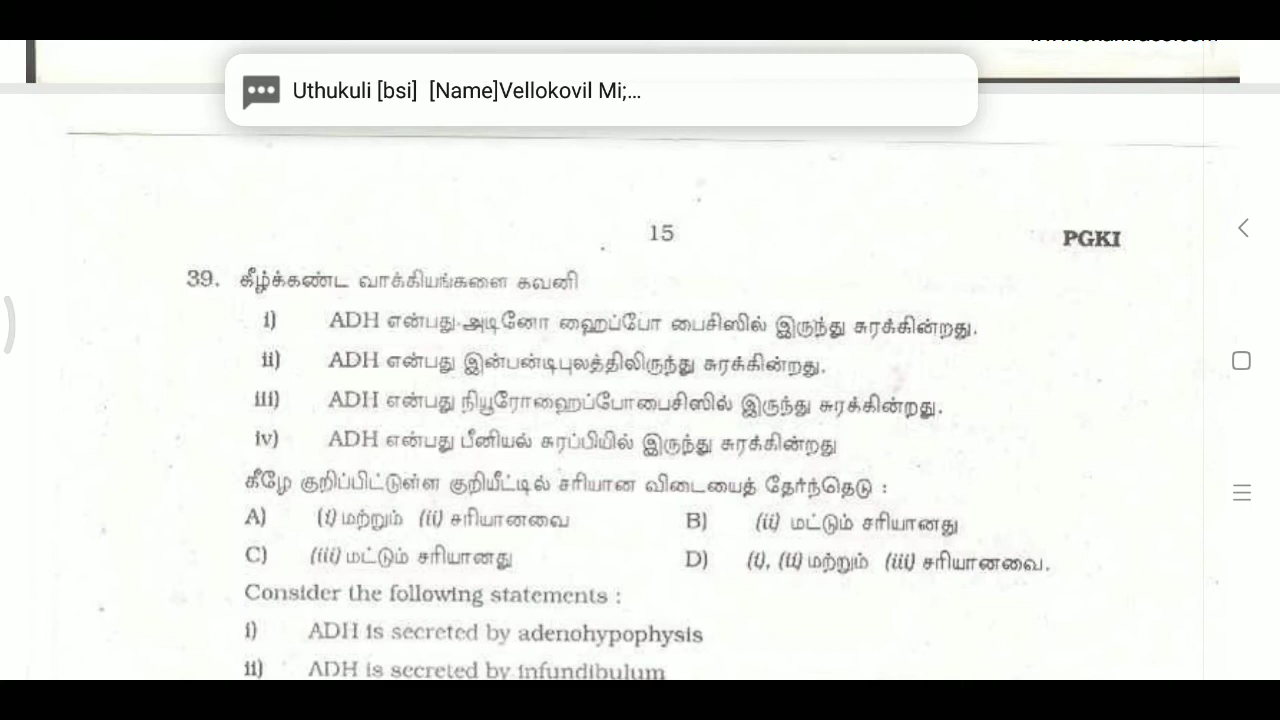 Uthukuli [bsi] [Name]Vellokovil Mi;...
15
PGKI
39. கீழ்க்கண்ட வாக்கியங்களை கவனி
i) ADH என்பது அடினோ ஹைப்போ பைசிஸில் இருந்து சுரக்கின்றது.
ii) ADH என்பது இன்பன்டிபுலத்திலிருந்து சுரக்கின்றது.
iii) ADH என்பது நியூரோஹைப்போபைசிஸில் இருந்து சுரக்கின்றது.
iv) ADH என்பது பீனியல் சுரப்பியில் இருந்து சுரக்கின்றது
கீழே குறிப்பிட்டுள்ள குறியீட்டில் சரியான விடையைத் தேர்ந்தெடு :
A) (i) மற்றும் (ii) சரியானவை B) (ii) மட்டும் சரியானது
C) (iii) மட்டும் சரியானது D) (i), (ii) மற்றும் (iii) சரியானவை.
Consider the following statements :
i) ADH is secreted by adenohypophysis
ii) ADH is secreted by infundibulum